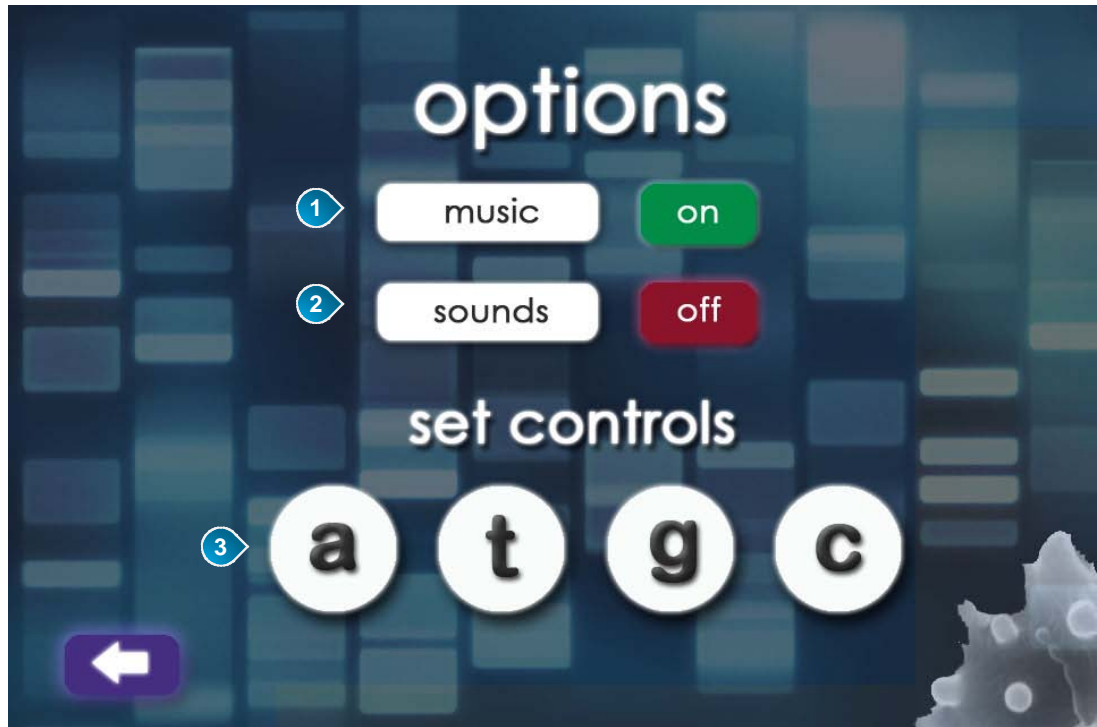 options
1 music on
2 sounds off
set controls
3 a t g c